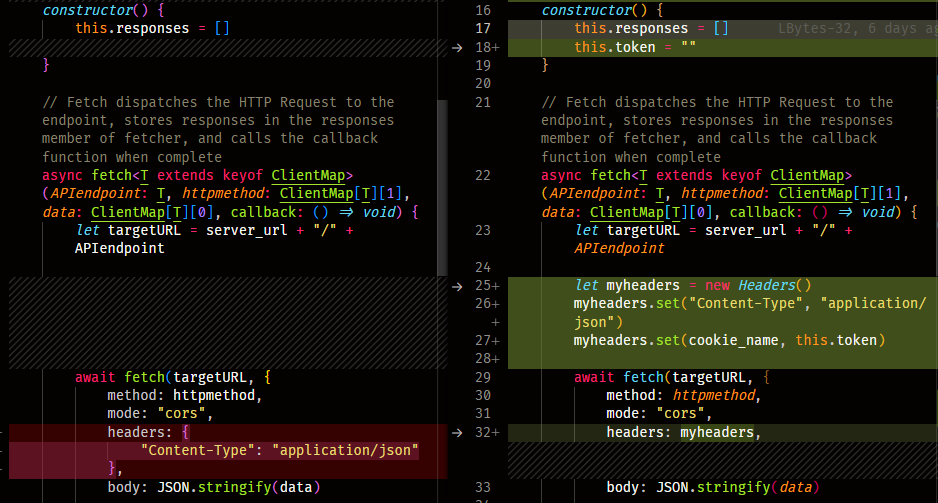 constructor() {
this.responses = []
}
// Fetch dispatches the HTTP Request to the
endpoint, stores responses in the responses
member of fetcher, and calls the callback
function when complete
async fetch<T extends keyof ClientMap>
(APIendpoint: T, httpmethod: ClientMap[T][1],
data: ClientMap[T][0], callback: () => void) {
let targetURL = server_url + "/" +
APIendpoint
await fetch(targetURL, {
method: httpmethod,
mode: "cors",
headers: {
"Content-Type": "application/json"
},
body: JSON.stringify(data)
16 constructor() {
17 this.responses = [] LBytes-32, 6 days ag
→ 18+ this.token = ""
19 }
20
21 // Fetch dispatches the HTTP Request to the
endpoint, stores responses in the responses
member of fetcher, and calls the callback
function when complete
22 async fetch<T extends keyof ClientMap>
(APIendpoint: T, httpmethod: ClientMap[T][1],
data: ClientMap[T][0], callback: () => void) {
23 let targetURL = server_url + "/" +
APIendpoint
24
→ 25+ let myheaders = new Headers()
26+ myheaders.set("Content-Type", "application/
+ json")
27+ myheaders.set(cookie_name, this.token)
28+
29 await fetch(targetURL, {
30 method: httpmethod,
31 mode: "cors",
→ 32+ headers: myheaders,
33 body: JSON.stringify(data)